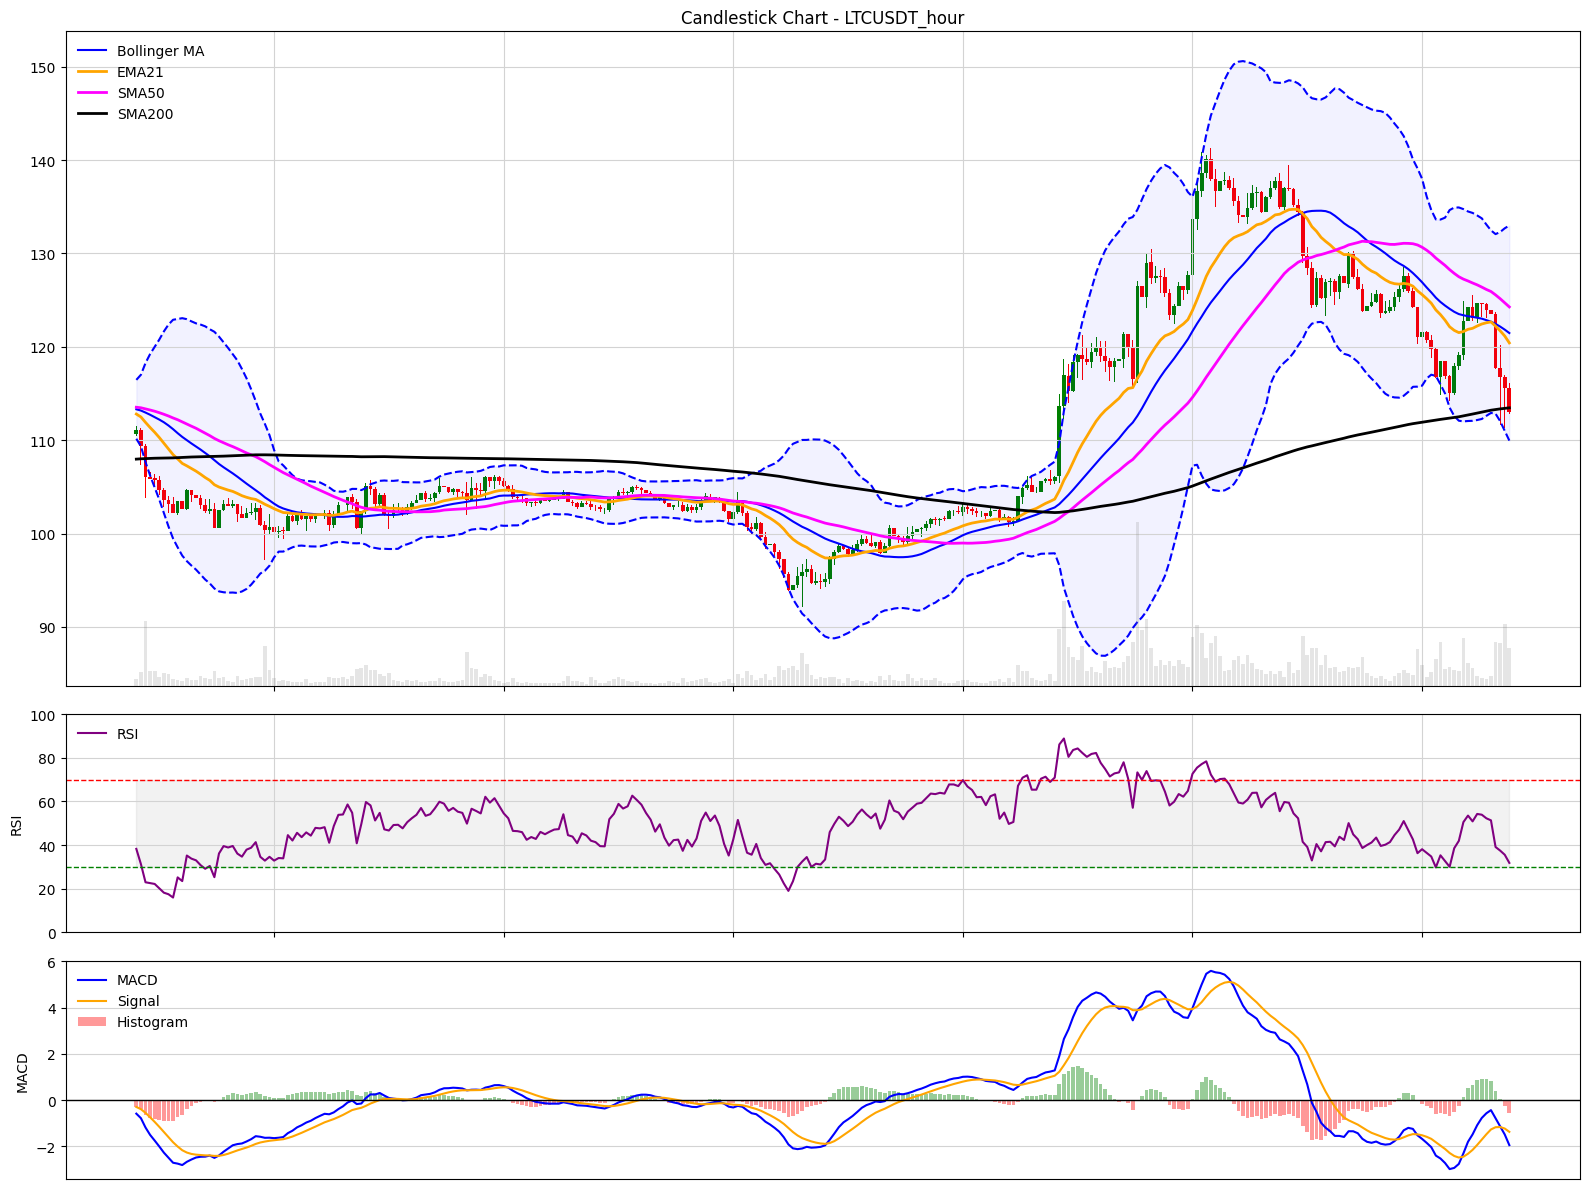 Candlestick Chart - LTCUSDT_hour
Bollinger MA
EMA21
SMA50
SMA200
150
140
130
120
110
100
90
RSI
100
80
60
40
20
0
RSI
MACD
Signal
Histogram
6
4
2
0
−2
MACD